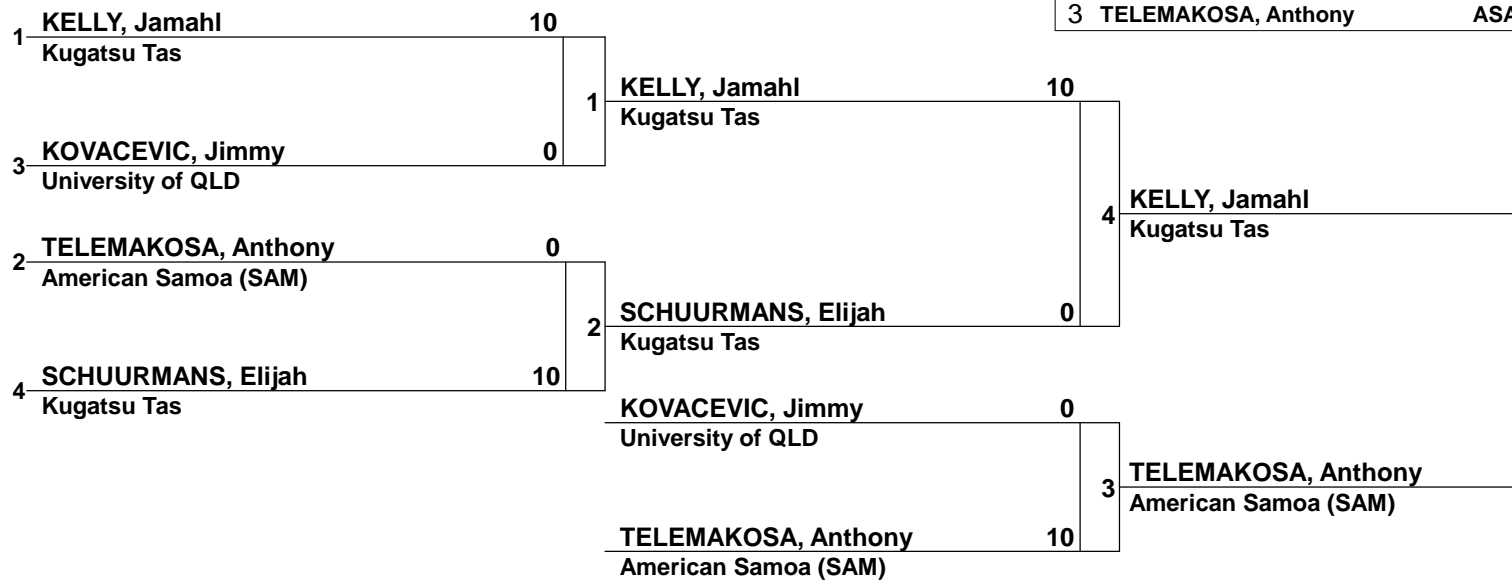 3 TELEMAKOSA, Anthony
1 KELLY, Jamahl 10
Kugatsu Tas
3 KOVACEVIC, Jimmy 0
University of QLD
2 TELEMAKOSA, Anthony 0
American Samoa (SAM)
4 SCHUURMANS, Elijah 10
Kugatsu Tas
1
2
KELLY, Jamahl 10
Kugatsu Tas
SCHUURMANS, Elijah 0
Kugatsu Tas
KOVACEVIC, Jimmy 0
University of QLD
TELEMAKOSA, Anthony 10
American Samoa (SAM)
4
3
KELLY, Jamahl
Kugatsu Tas
TELEMAKOSA, Anthony
American Samoa (SAM)